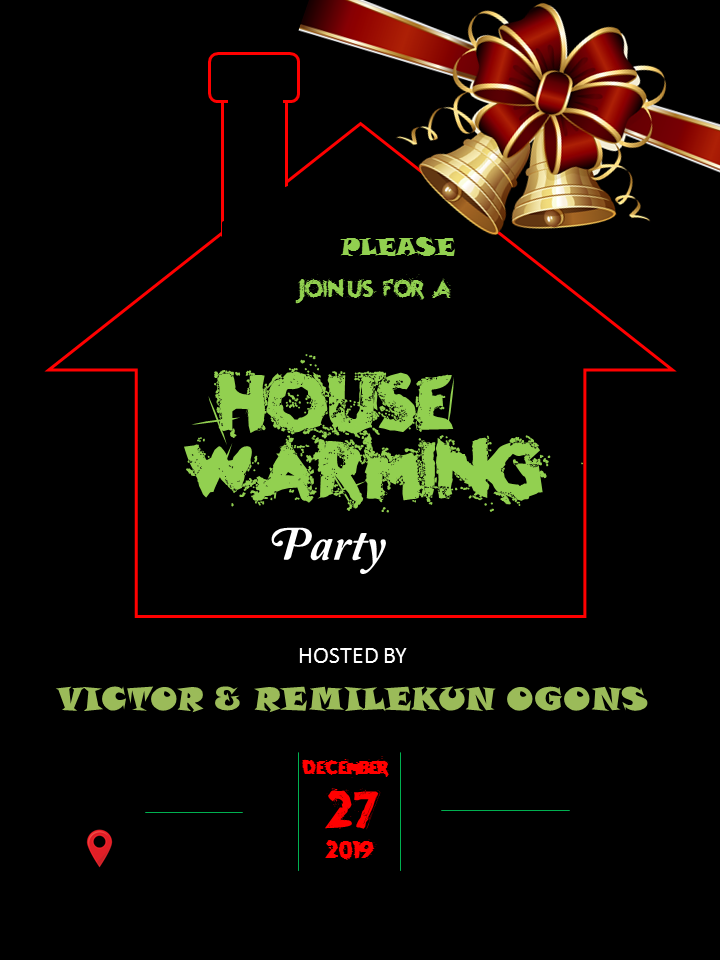 PLEASE
JOIN US FOR A
HOUSE
WARMING
Party
HOSTED BY
VICTOR & REMILEKUN OGONS
DECEMBER
27
2019